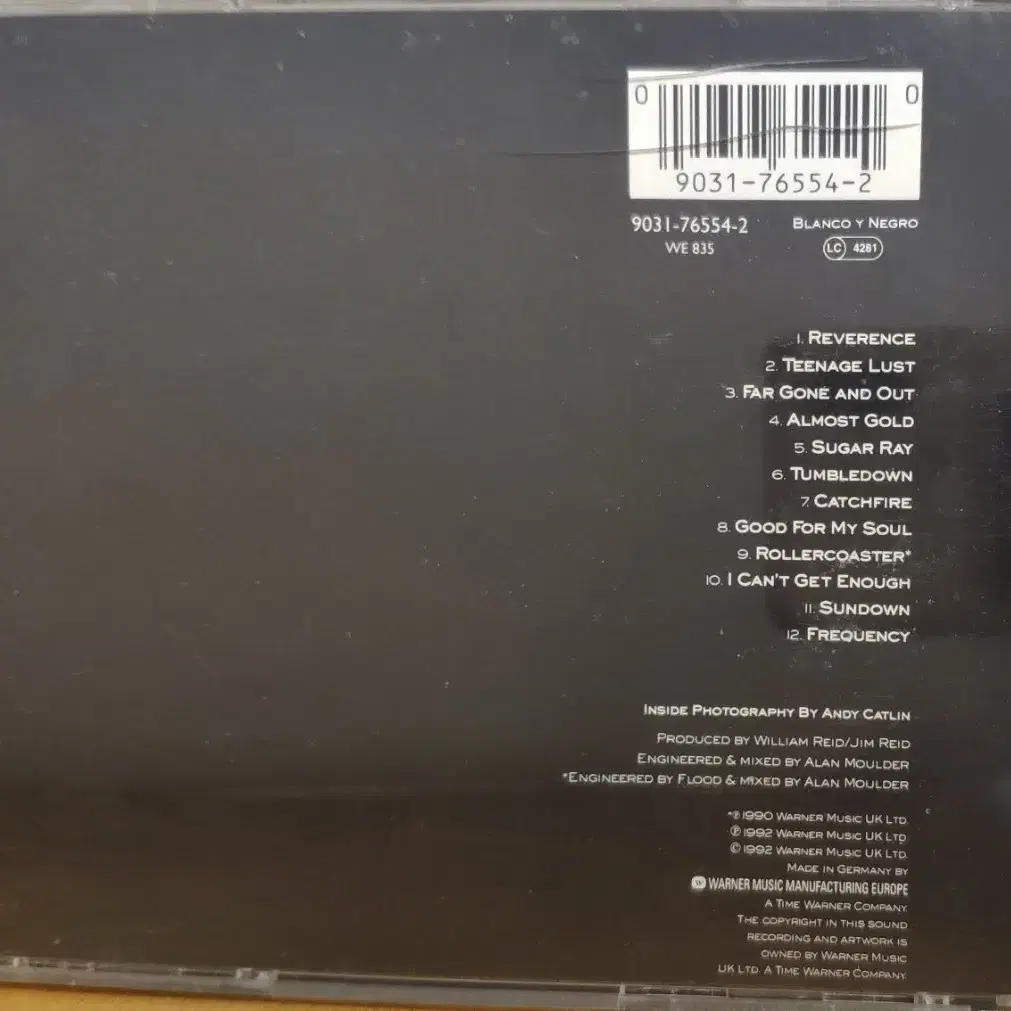 0 0
9031-76554-2
9031-76554-2 BLANCO Y NEGRO
WE 835 LC 4281
1. REVERENCE
2. TEENAGE LUST
3. FAR GONE AND OUT
4. ALMOST GOLD
5. SUGAR RAY
6. TUMBLEDOWN
7. CATCHFIRE
8. GOOD FOR MY SOUL
9. ROLLERCOASTER*
10. I CAN'T GET ENOUGH
11. SUNDOWN
12. FREQUENCY
INSIDE PHOTOGRAPHY BY ANDY CATLIN
PRODUCED BY WILLIAM REID/JIM REID
ENGINEERED & MIXED BY ALAN MOULDER
*ENGINEERED BY FLOOD & MIXED BY ALAN MOULDER
*℗ 1990 WARNER MUSIC UK LTD.
℗ 1992 WARNER MUSIC UK LTD.
© 1992 WARNER MUSIC UK LTD.
MADE IN GERMANY BY
WARNER MUSIC MANUFACTURING EUROPE
A TIME WARNER COMPANY.
THE COPYRIGHT IN THIS SOUND
RECORDING AND ARTWORK IS
OWNED BY WARNER MUSIC
UK LTD. A TIME WARNER COMPANY.